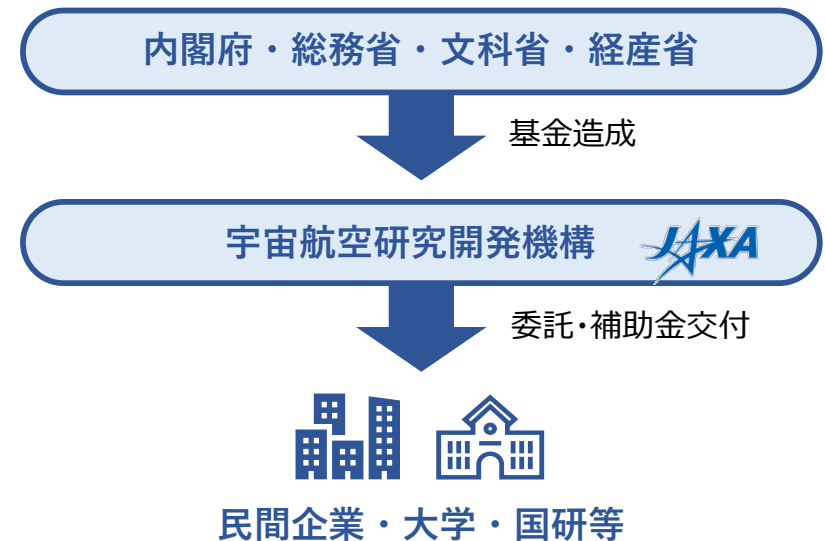 内閣府・総務省・文科省・経産省
基金造成
宇宙航空研究開発機構 JAXA
委託・補助金交付
民間企業・大学・国研等